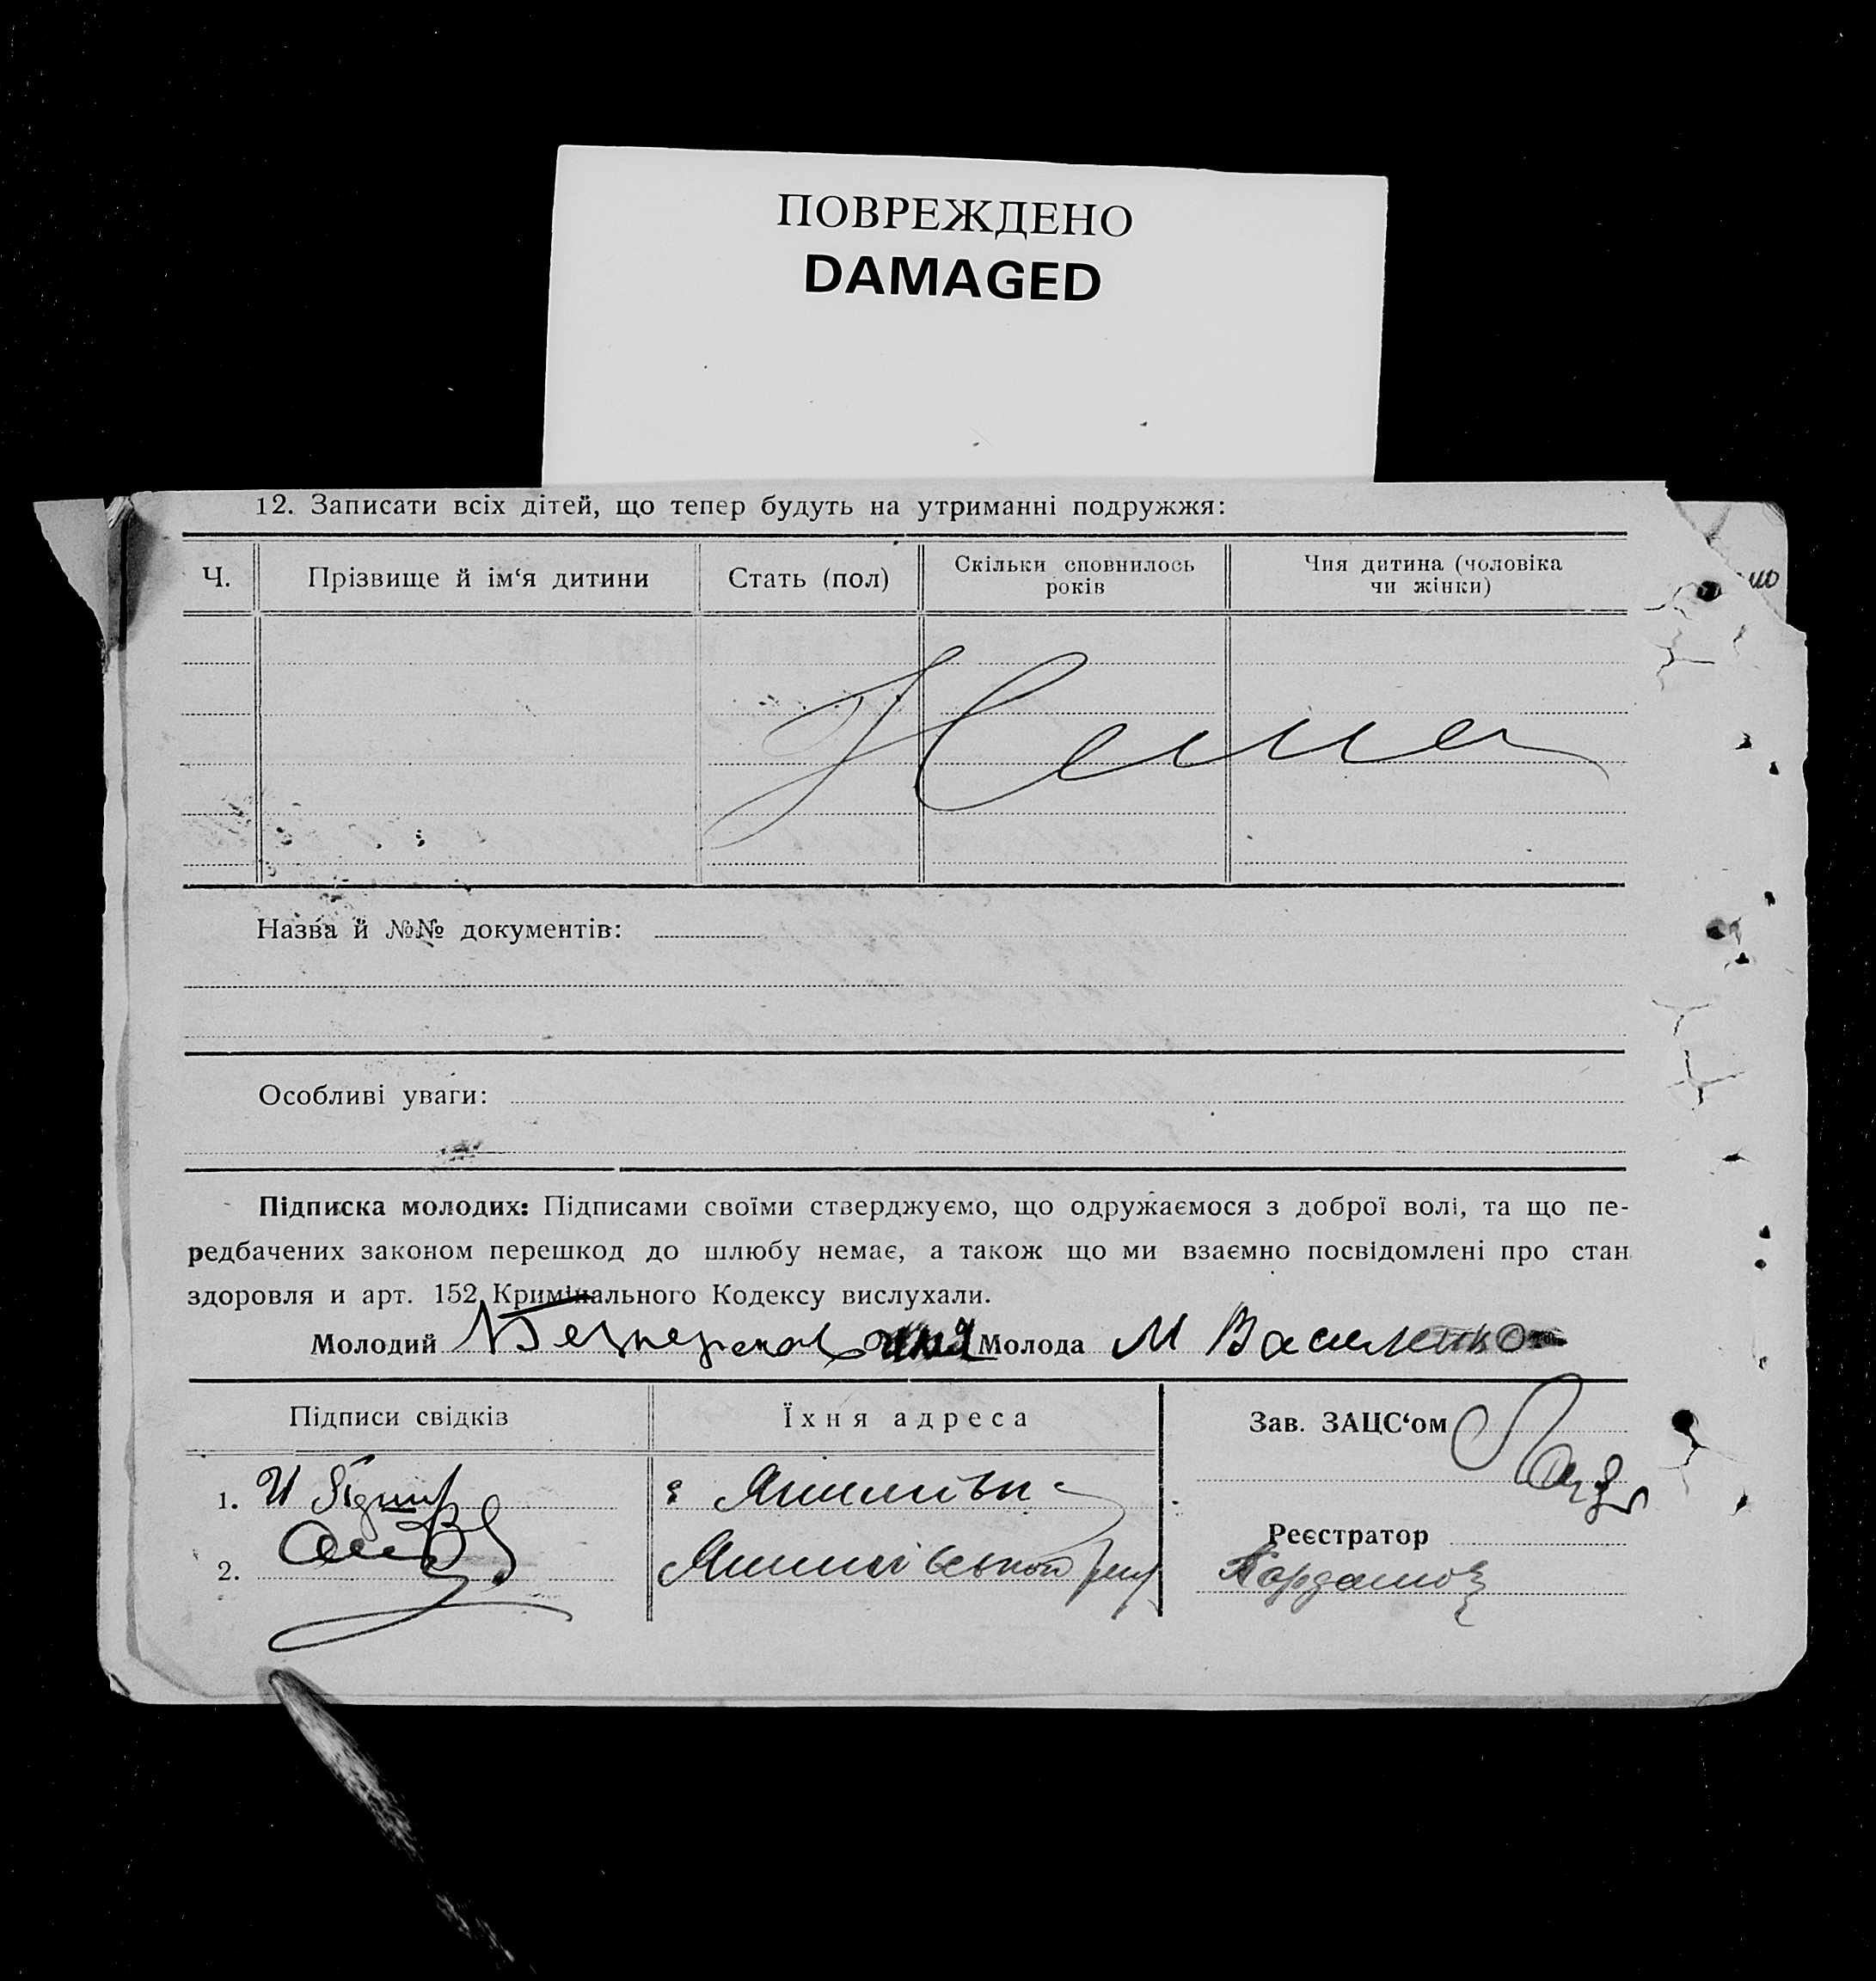 ПОВРЕЖДЕНО
DAMAGED
12. Записати всіх дітей, що тепер будуть на утриманні подружжя:
Ч. Прізвище й ім‘я дитини Стать (пол) Скільки сповнилось років Чия дитина (чоловіка чи жінки)
Нема
Назва й №№ документів:
Особливі уваги:
Підписка молодих: Підписами своїми стверджуємо, що одружаємося з доброї волі, та що пе-
редбачених законом перешкод до шлюбу немає, а також що ми взаємно посвідомлені про стан
здоровля и арт. 152 Кримінального Кодексу вислухали.
Молодий Молода М Василенко
Підписи свідків Їхня адреса Зав. ЗАЦС‘ом
1.
Реєстратор
2.